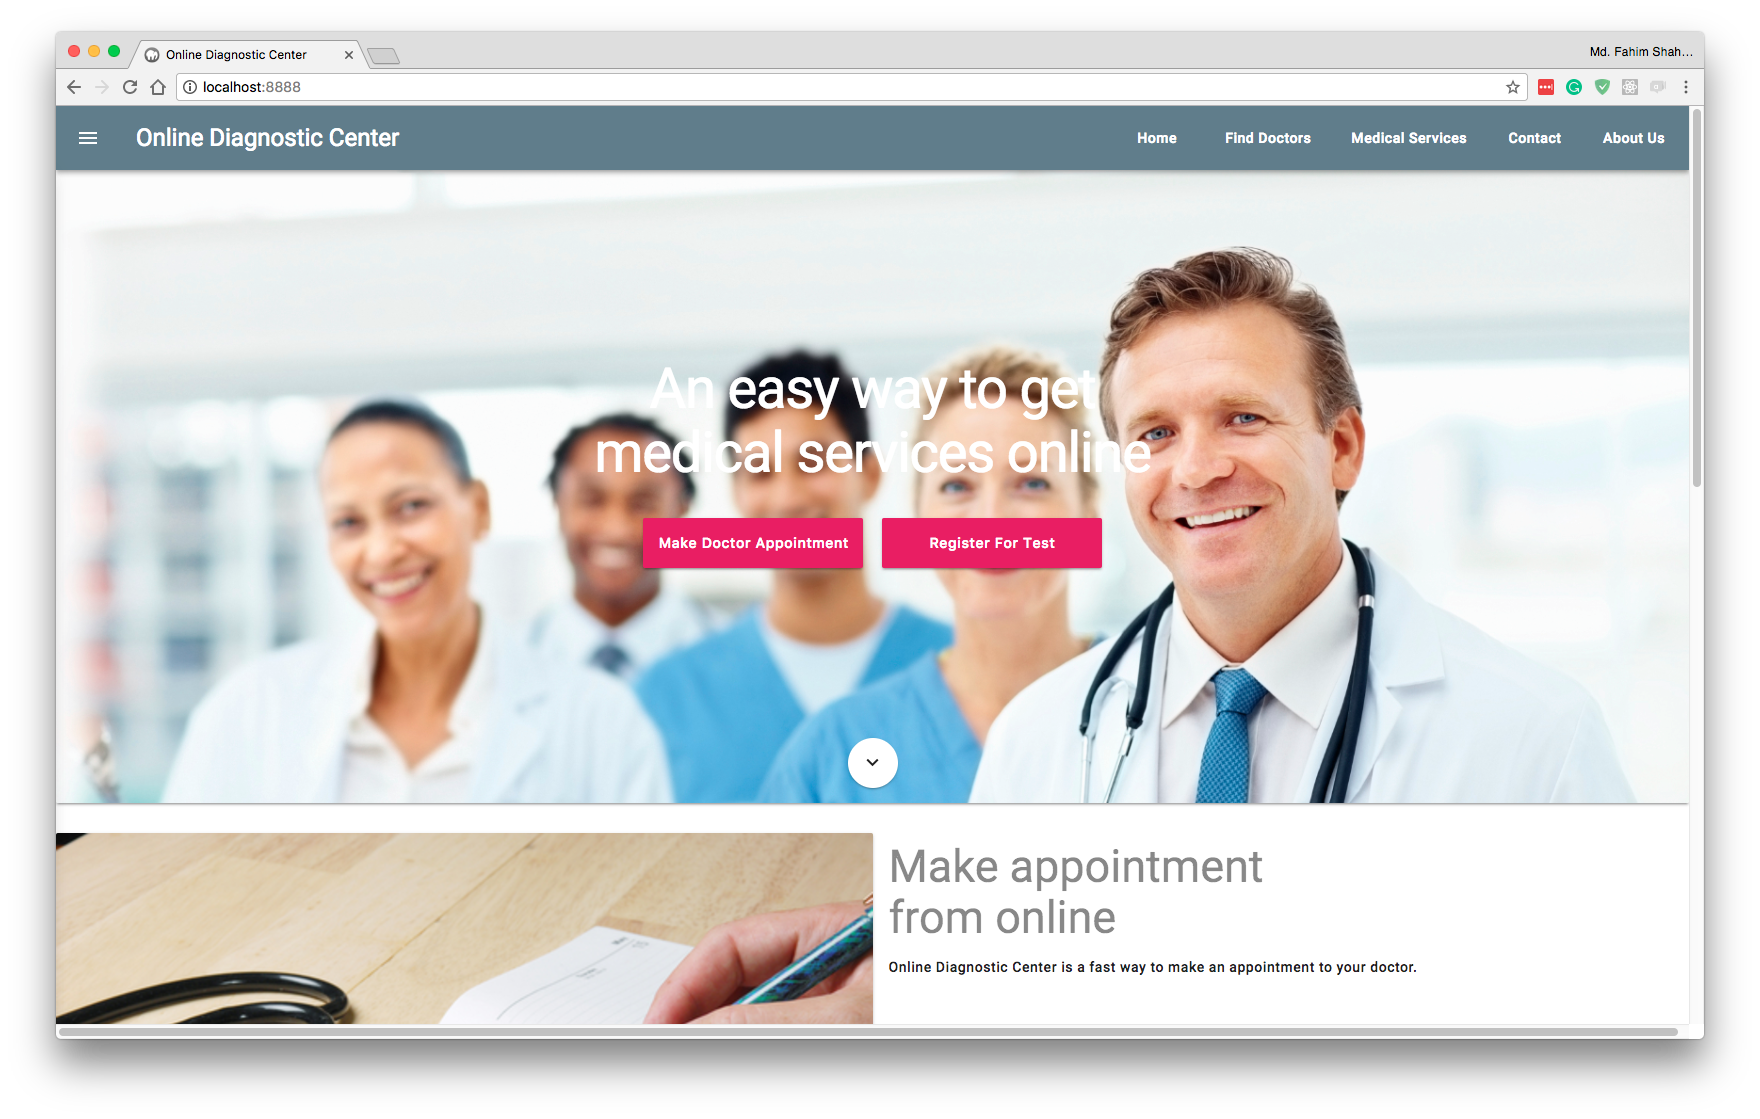 Online Diagnostic Center
Md. Fahim Shah...
localhost:8888
Online Diagnostic Center
Home
Find Doctors
Medical Services
Contact
About Us
An easy way to get
medical services online
Make Doctor Appointment
Register For Test
Make appointment
from online
Online Diagnostic Center is a fast way to make an appointment to your doctor.